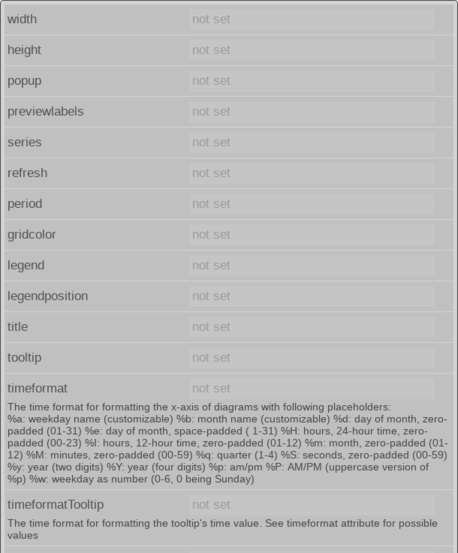 width not set
height not set
popup not set
previewlabels not set
series not set
refresh not set
period not set
gridcolor not set
legend not set
legendposition not set
title not set
tooltip not set
timeformat not set
The time format for formatting the x-axis of diagrams with following placeholders:
%a: weekday name (customizable) %b: month name (customizable) %d: day of month, zero-
padded (01-31) %e: day of month, space-padded ( 1-31) %H: hours, 24-hour time, zero-
padded (00-23) %I: hours, 12-hour time, zero-padded (01-12) %m: month, zero-padded (01-
12) %M: minutes, zero-padded (00-59) %q: quarter (1-4) %S: seconds, zero-padded (00-59)
%y: year (two digits) %Y: year (four digits) %p: am/pm %P: AM/PM (uppercase version of
%p) %w: weekday as number (0-6, 0 being Sunday)
timeformatTooltip not set
The time format for formatting the tooltip's time value. See timeformat attribute for possible
values